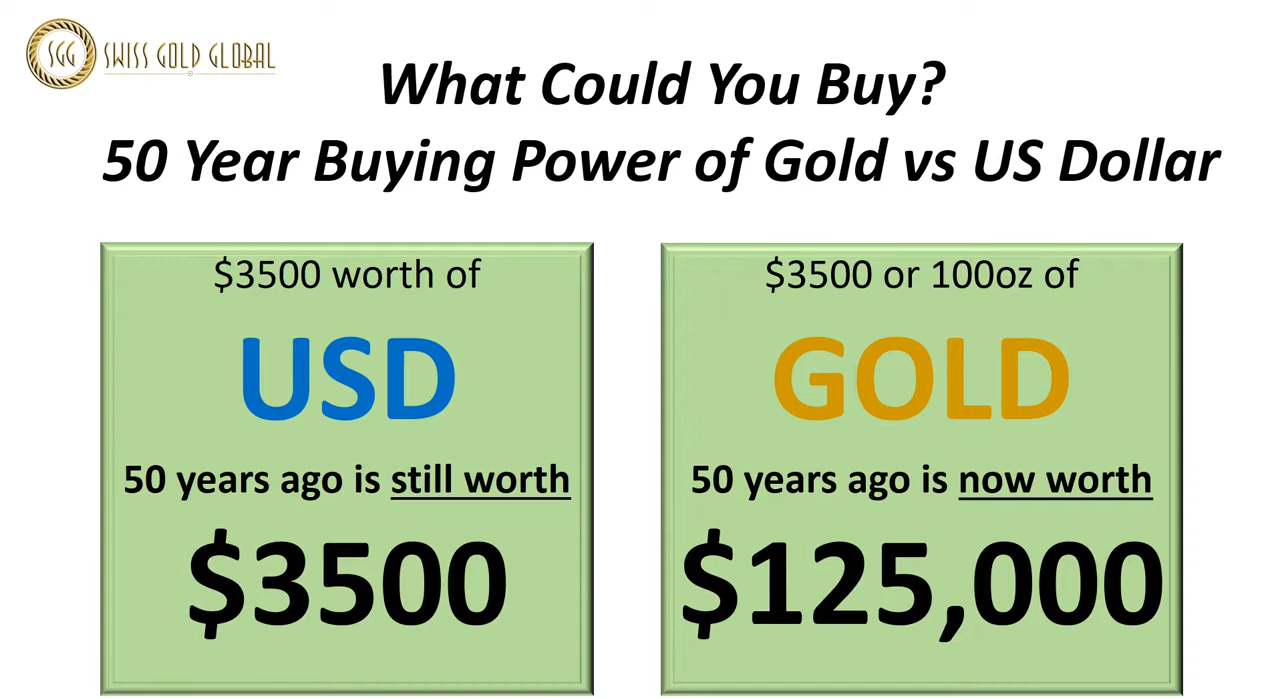 SGG SWISS GOLD GLOBAL
What Could You Buy?
50 Year Buying Power of Gold vs US Dollar
$3500 worth of
USD
50 years ago is still worth
$3500
$3500 or 100oz of
GOLD
50 years ago is now worth
$125,000